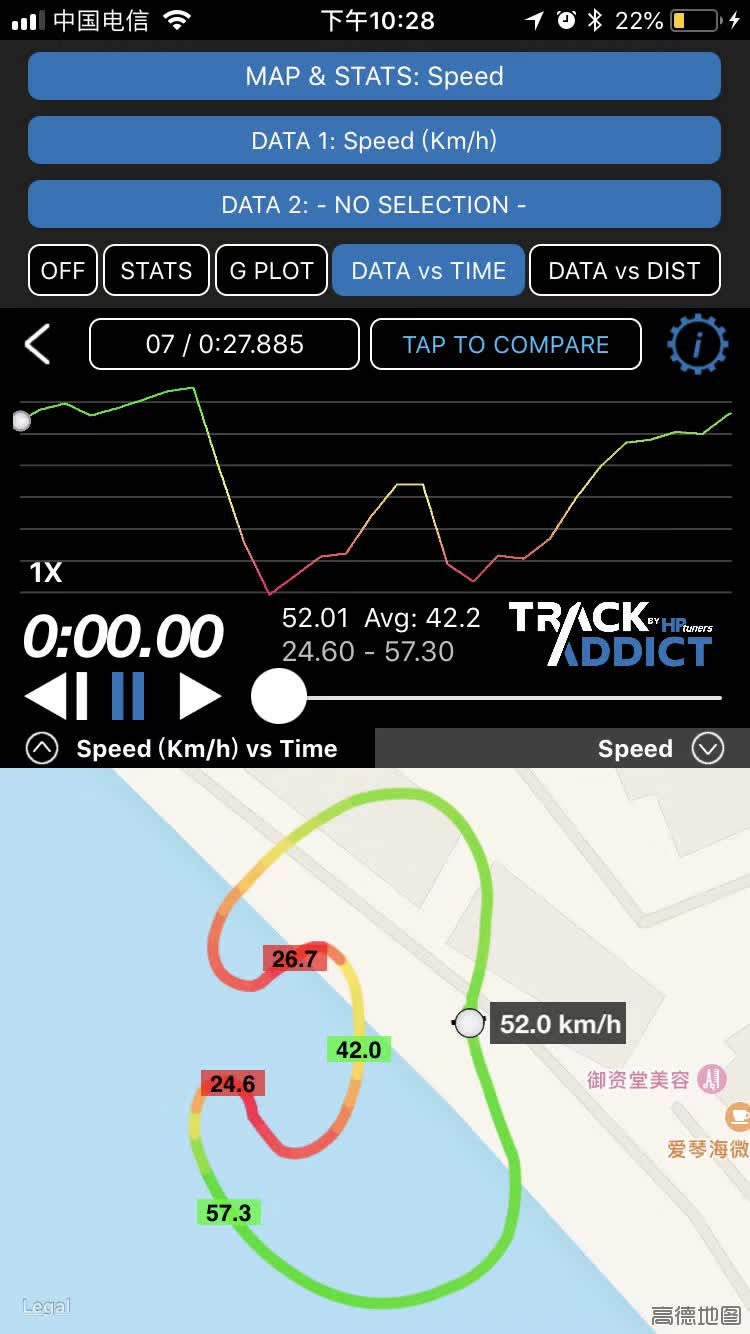 中国电信 下午10:28 22%
MAP & STATS: Speed
DATA 1: Speed (Km/h)
DATA 2: - NO SELECTION -
OFF STATS G PLOT DATA vs TIME DATA vs DIST
07 / 0:27.885 TAP TO COMPARE i
1X
0:00.00
52.01 Avg: 42.2
24.60 - 57.30
TRACK BY HP tuners
ADDICT
Speed (Km/h) vs Time Speed
26.7
52.0 km/h
42.0
24.6
御资堂美容
爱琴海微
57.3
Legal
高德地图